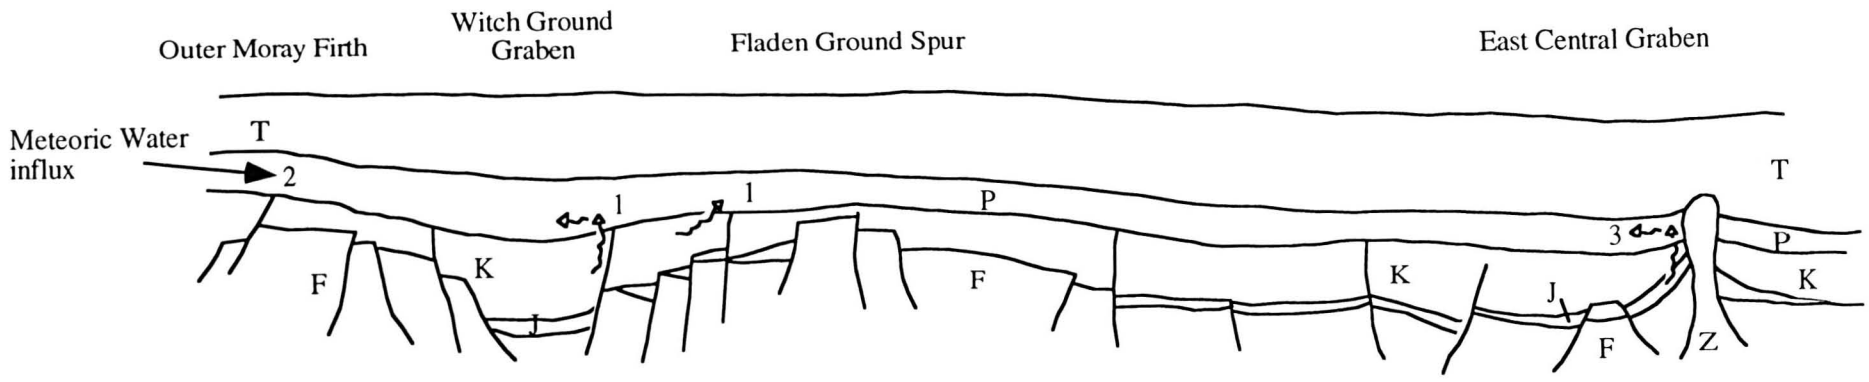 Outer Moray Firth
Witch Ground
Graben
Fladen Ground Spur
East Central Graben
Meteoric Water
influx
T
2
1
1
P
T
3
P
K
F
J
F
K
J
K
F
Z